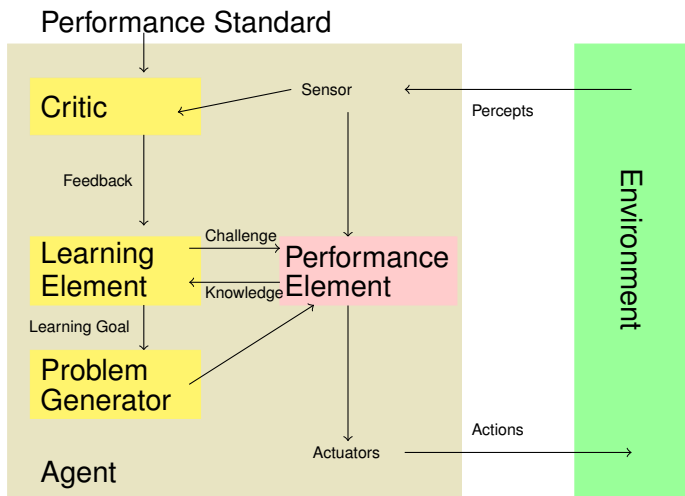 Performance Standard
Sensor
Critic
Percepts
Feedback
Environment
Challenge
Learning
Element
Performance
Element
Knowledge
Learning Goal
Problem
Generator
Actions
Actuators
Agent